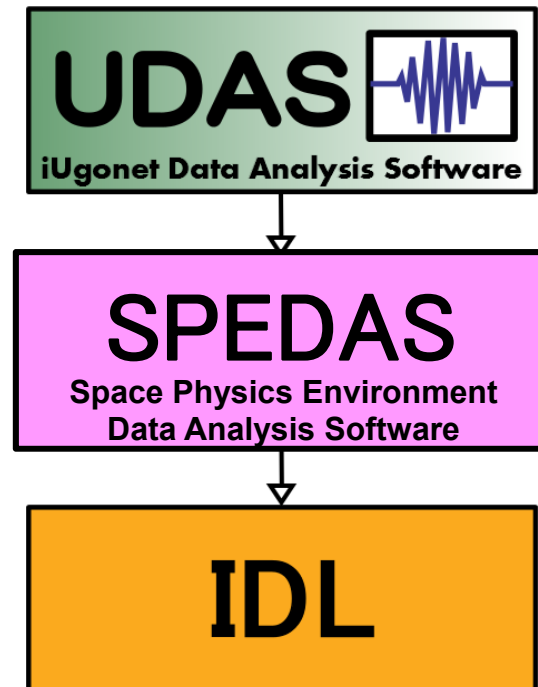 UDAS
iUgonet Data Analysis Software
SPEDAS
Space Physics Environment
Data Analysis Software
IDL